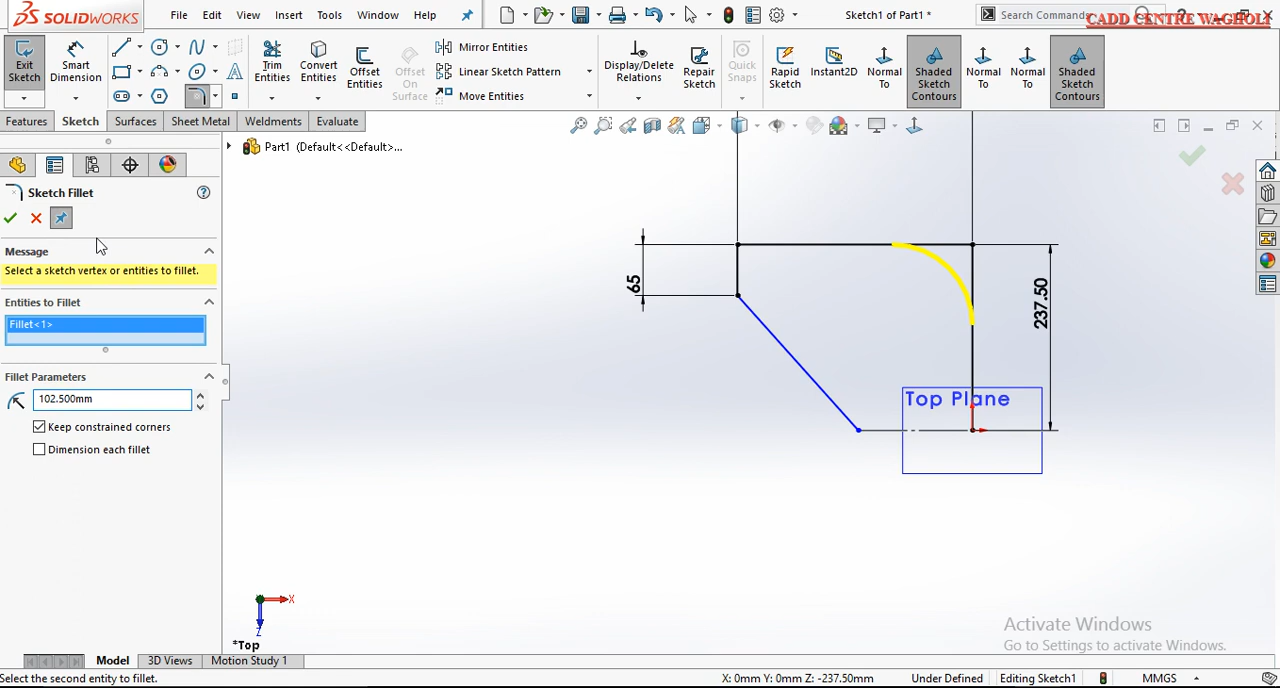 SOLIDWORKS
File Edit View Insert Tools Window Help
Sketch1 of Part1 *
Search Commands
CADD CENTRE WAGHOLI
Exit Sketch
Smart Dimension
Trim Entities
Convert Entities
Offset Entities
Offset On Surface
Mirror Entities
Linear Sketch Pattern
Move Entities
Display/Delete Relations
Repair Sketch
Quick Snaps
Rapid Sketch
Instant2D
Normal To
Shaded Sketch Contours
Normal To
Normal To
Shaded Sketch Contours
Features Sketch Surfaces Sheet Metal Weldments Evaluate
Part1 (Default<<Default>...
Sketch Fillet
Message
Select a sketch vertex or entities to fillet.
Entities to Fillet
Fillet<1>
Fillet Parameters
102.500mm
Keep constrained corners
Dimension each fillet
65
237.50
Top Plane
X
Z
*Top
Activate Windows
Go to Settings to activate Windows.
Model 3D Views Motion Study 1
Select the second entity to fillet.
X: 0mm Y: 0mm Z: -237.50mm Under Defined Editing Sketch1 MMGS